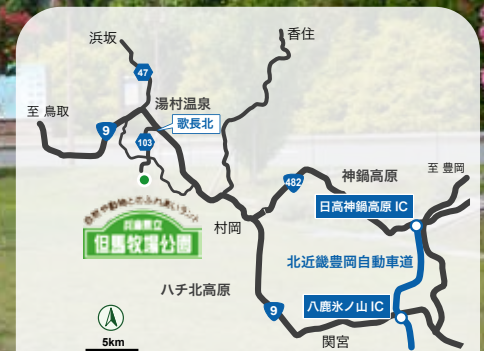 浜坂
香住
47
至 鳥取
9
湯村温泉
歌長北
103
482
神鍋高原
至 豊岡
日高神鍋高原 IC
自然や動物とのふれあいランド
兵庫県立
但馬牧場公園
村岡
北近畿豊岡自動車道
ハチ北高原
八鹿氷ノ山 IC
9
関宮
5km